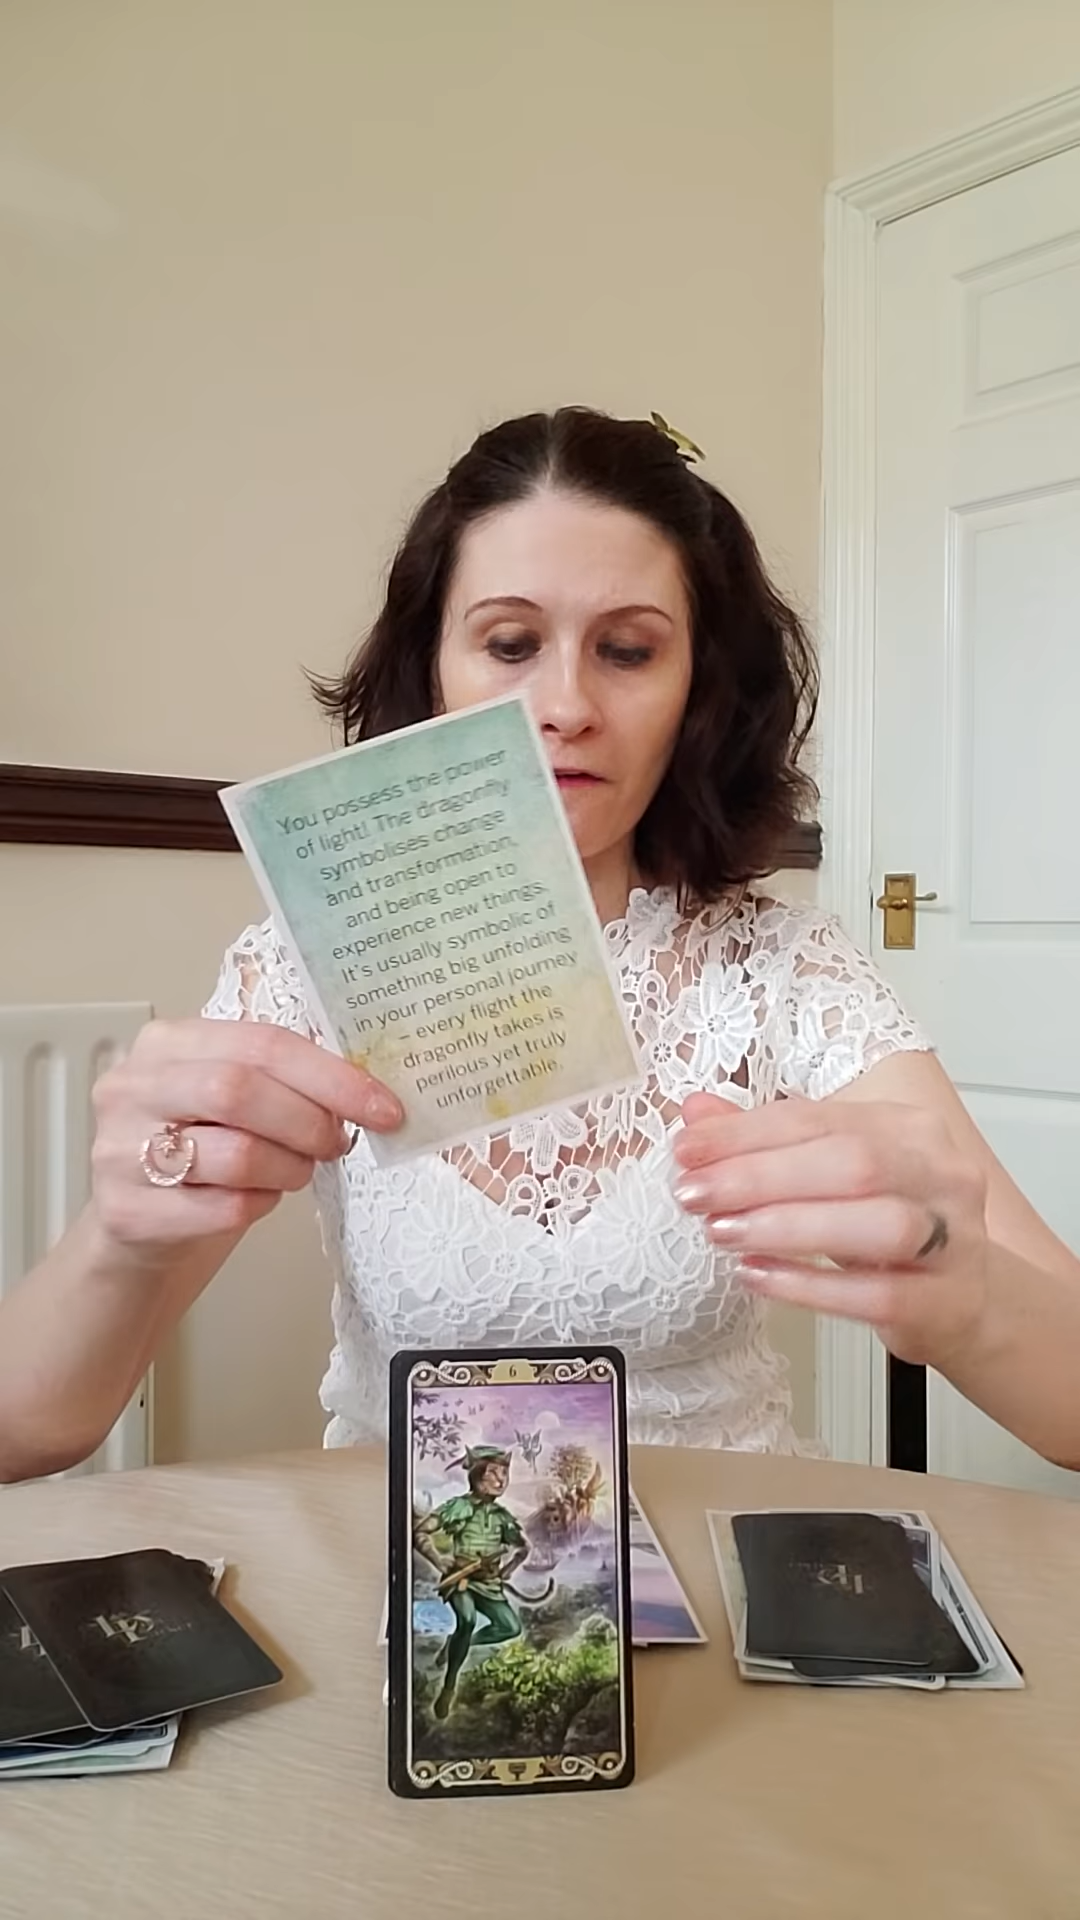 You possess the power
of light! The dragonfly
symbolises change
and transformation,
and being open to
experience new things.
It's usually symbolic of
something big unfolding
in your personal journey
– every flight the
dragonfly takes is
perilous yet truly
unforgettable.
6